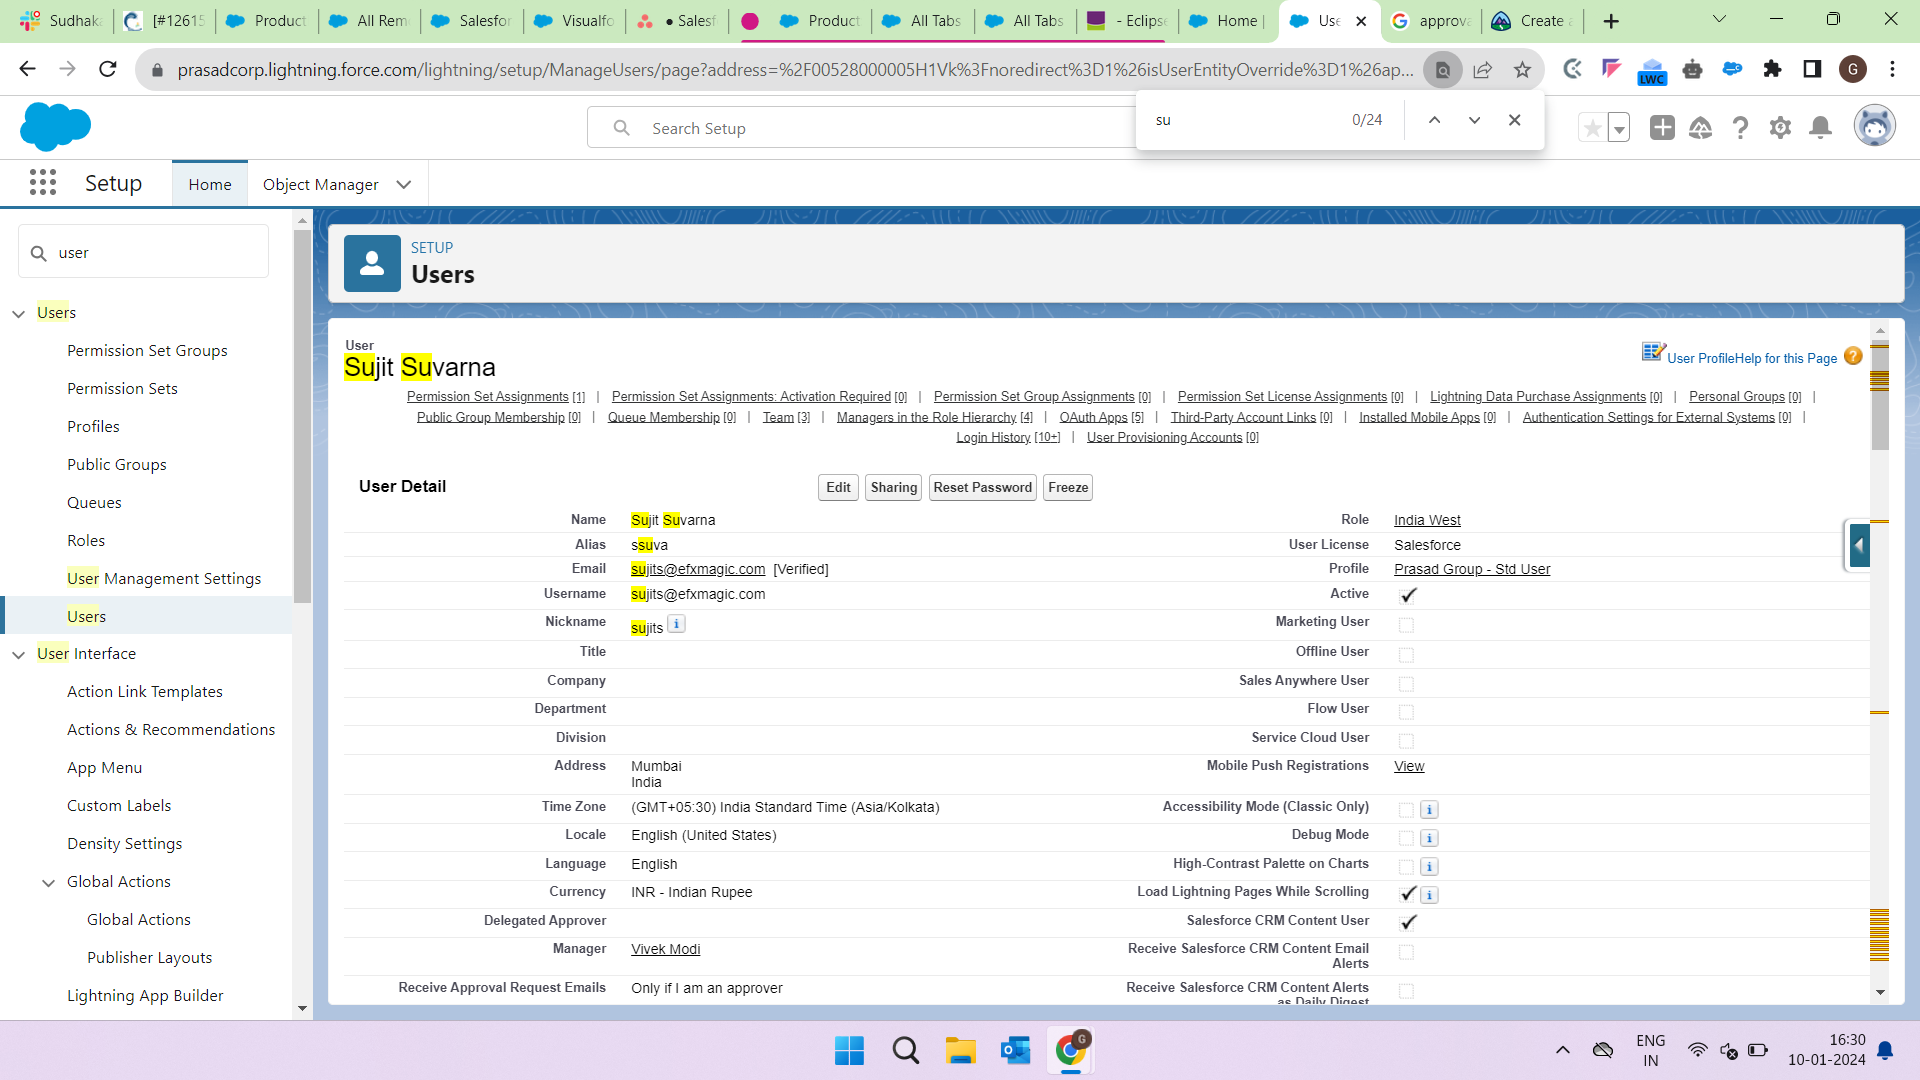 Sudhaka
[#12615
Product
All Rem
Salesfor
Visualfo
• Salesf
Product
All Tabs
All Tabs
- Eclipse
Home |
Use
approva
Create a
prasadcorp.lightning.force.com/lightning/setup/ManageUsers/page?address=%2F00528000005H1Vk%3Fnoredirect%3D1%26isUserEntityOverride%3D1%26ap...
LWC
G
su
0/24
Search Setup
Setup
Home
Object Manager
user
Users
Permission Set Groups
Permission Sets
Profiles
Public Groups
Queues
Roles
User Management Settings
Users
User Interface
Action Link Templates
Actions & Recommendations
App Menu
Custom Labels
Density Settings
Global Actions
Global Actions
Publisher Layouts
Lightning App Builder
SETUP
Users
User
Sujit Suvarna
User Profile Help for this Page ?
Permission Set Assignments [1] | Permission Set Assignments: Activation Required [0] | Permission Set Group Assignments [0] | Permission Set License Assignments [0] | Lightning Data Purchase Assignments [0] | Personal Groups [0] |
Public Group Membership [0] | Queue Membership [0] | Team [3] | Managers in the Role Hierarchy [4] | OAuth Apps [5] | Third-Party Account Links [0] | Installed Mobile Apps [0] | Authentication Settings for External Systems [0] |
Login History [10+] | User Provisioning Accounts [0]
User Detail
Edit Sharing Reset Password Freeze
Name Sujit Suvarna Role India West
Alias ssuva User License Salesforce
Email sujits@efxmagic.com [Verified] Profile Prasad Group - Std User
Username sujits@efxmagic.com Active
Nickname sujits i Marketing User
Title Offline User
Company Sales Anywhere User
Department Flow User
Division Service Cloud User
Address Mumbai Mobile Push Registrations View
India
Time Zone (GMT+05:30) India Standard Time (Asia/Kolkata) Accessibility Mode (Classic Only) i
Locale English (United States) Debug Mode i
Language English High-Contrast Palette on Charts i
Currency INR - Indian Rupee Load Lightning Pages While Scrolling i
Delegated Approver Salesforce CRM Content User
Manager Vivek Modi Receive Salesforce CRM Content Email
Alerts
Receive Approval Request Emails Only if I am an approver Receive Salesforce CRM Content Alerts
as Daily Digest
G
ENG
IN
16:30
10-01-2024